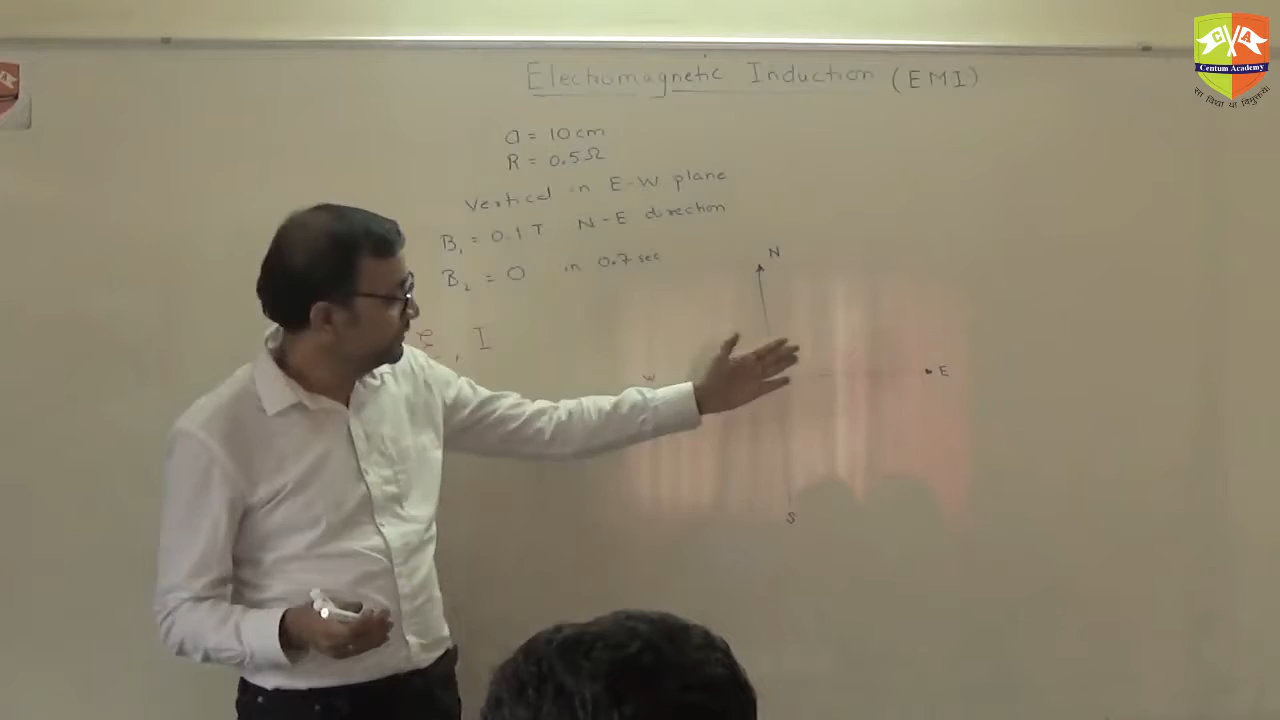 Electromagnetic Induction (EMI)
a = 10 cm
R = 0.5 Ω
Vertical in E-W plane
B₁ = 0.1 T N-E direction
B₂ = 0 in 0.7 sec
ξ, I
N
W
E
S
C A
Centum Academy
सा विद्या या विमुक्तये